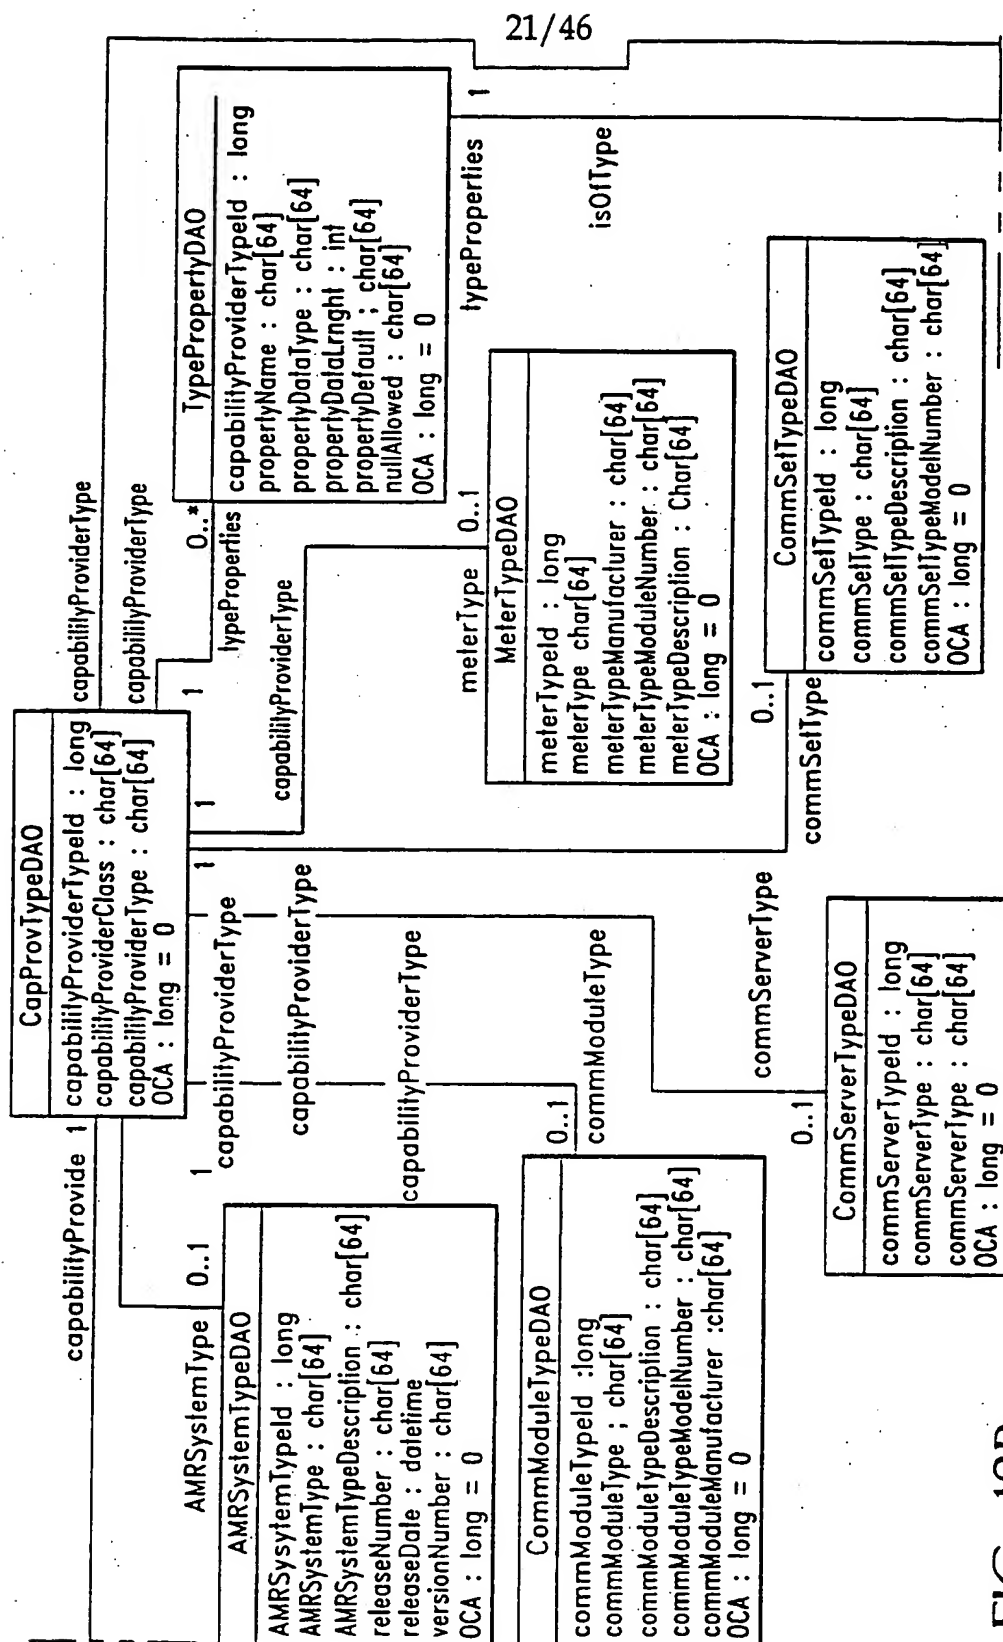 21/46
CapProvTypeDAO
capabilityProviderTypeId : long
capabilityProviderClass : char[64]
capabilityProviderType : char[64]
OCA : long = 0
capabilityProvide 1
capabilityProviderType
capabilityProviderType
1
0..*
typeProperties
TypePropertyDAO
capabilityProviderTypeId : long
propertyName : char[64]
propertyDataType : char[64]
propertyDataLrnght : int
propertyDefault ; char[64]
nullAllowed : char[64]
OCA : long = 0
1
typeProperties
isOfType
1
capabilityProviderType
0..1
meterType
MeterTypeDAO
meterTypeId : long
meterType char[64]
meterTypeManufacturer : char[64]
meterTypeModuleNumber : char[64]
meterTypeDescription : Char[64]
OCA : long = 0
1
0..1
commSetType
CommSetTypeDAO
commSetTypeId : long
commSetType : char[64]
commSetTypeDescription : char[64]
commSetTypeModelNumber : char[64]
OCA : long = 0
capabilityProviderType
capabilityProviderType
capabilityProviderType
1
0..1
AMRSystemType
AMRSystemTypeDAO
AMRSysytemTypeId : long
AMRSystemType : char[64]
AMRSystemTypeDescription : char[64]
releaseNumber : char[64]
releaseDate : datetime
versionNumber : char[64]
OCA : long = 0
0..1
commModuleType
CommModuleTypeDAO
commModuleTypeId :long
commModuleType ; char[64]
commModuleTypeDescription : char[64]
commModuleTypeModelNumber : char[64]
commModuleManufacturer :char[64]
OCA : long = 0
commServerType
0..1
CommServerTypeDAO
commServerTypeId : long
commServerType : char[64]
commServerType : char[64]
OCA : long = 0